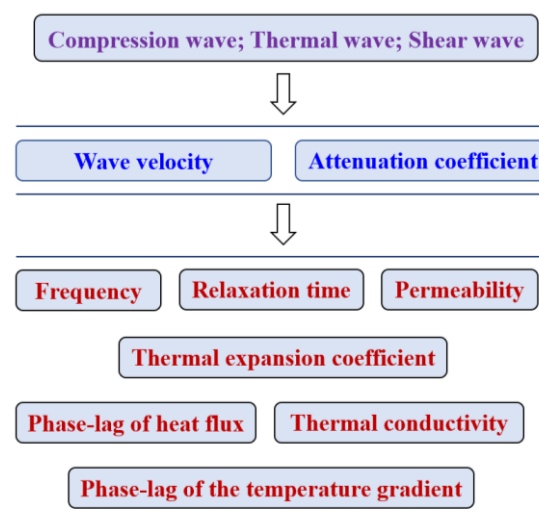 Compression wave; Thermal wave; Shear wave
Wave velocity
Attenuation coefficient
Frequency
Relaxation time
Permeability
Thermal expansion coefficient
Phase-lag of heat flux
Thermal conductivity
Phase-lag of the temperature gradient